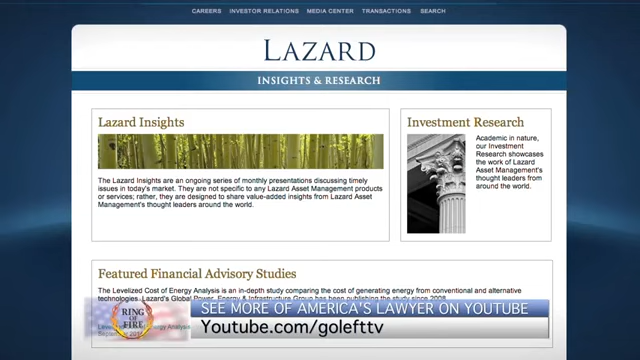 CAREERS INVESTOR RELATIONS MEDIA CENTER TRANSACTIONS SEARCH
LAZARD
INSIGHTS & RESEARCH
Lazard Insights
The Lazard Insights are an ongoing series of monthly presentations discussing timely
issues in today's market. They are not specific to any Lazard Asset Management products
or services; rather, they are designed to share value-added insights from Lazard Asset
Management's thought leaders around the world.
Investment Research
Academic in nature,
our Investment
Research showcases
the work of Lazard
Asset Management's
thought leaders from
around the world.
Featured Financial Advisory Studies
The Levelized Cost of Energy Analysis is an in-depth study comparing the cost of generating energy from conventional and alternative
technologies. Lazard's Global Power, Energy & Infrastructure Group has been publishing the study since 2008.
of Energy Analysis
RING
OF
FIRE
SEE MORE OF AMERICA'S LAWYER ON YOUTUBE
Youtube.com/golefttv